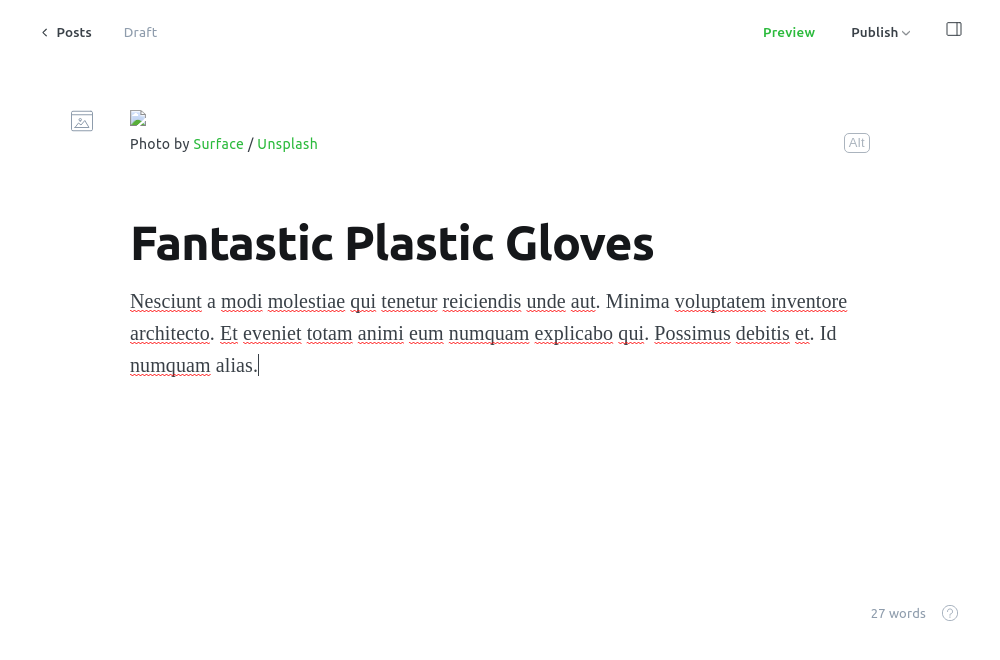 Posts
Draft
Preview
Publish
Photo by Surface / Unsplash
Alt
Fantastic Plastic Gloves
Nesciunt a modi molestiae qui tenetur reiciendis unde aut. Minima voluptatem inventore
architecto. Et eveniet totam animi eum numquam explicabo qui. Possimus debitis et. Id
numquam alias.
27 words
?